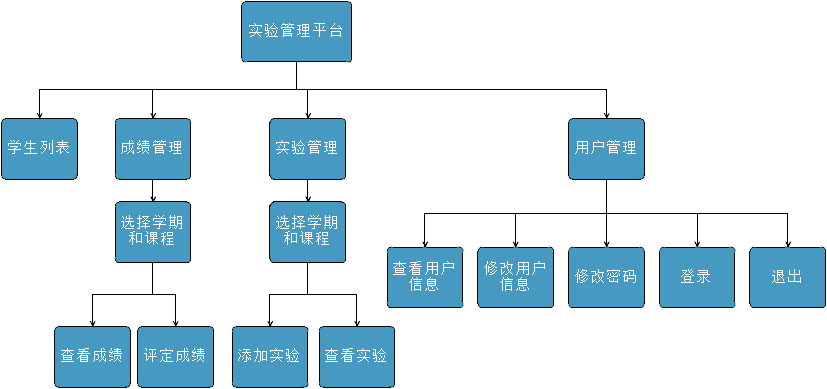 实验管理平台
学生列表
成绩管理
实验管理
用户管理
选择学期
和课程
选择学期
和课程
查看用户
信息
修改用户
信息
修改密码
登录
退出
查看成绩
评定成绩
添加实验
查看实验